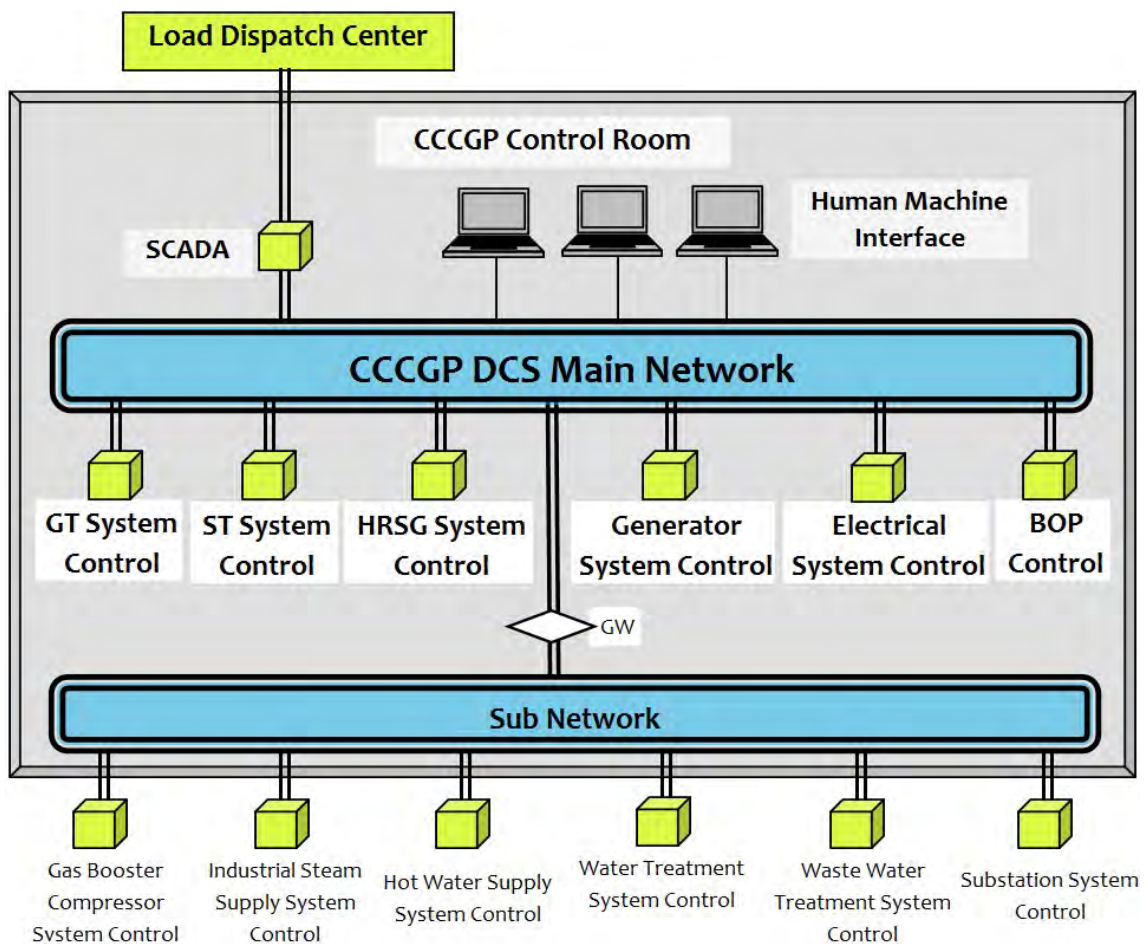 Load Dispatch Center
CCCGP Control Room
Human Machine
Interface
SCADA
CCCGP DCS Main Network
GT System
Control
ST System
Control
HRSG System
Control
Generator
System Control
Electrical
System Control
BOP
Control
GW
Sub Network
Gas Booster
Compressor
System Control
Industrial Steam
Supply System
Control
Hot Water Supply
System Control
Water Treatment
System Control
Waste Water
Treatment System
Control
Substation System
Control